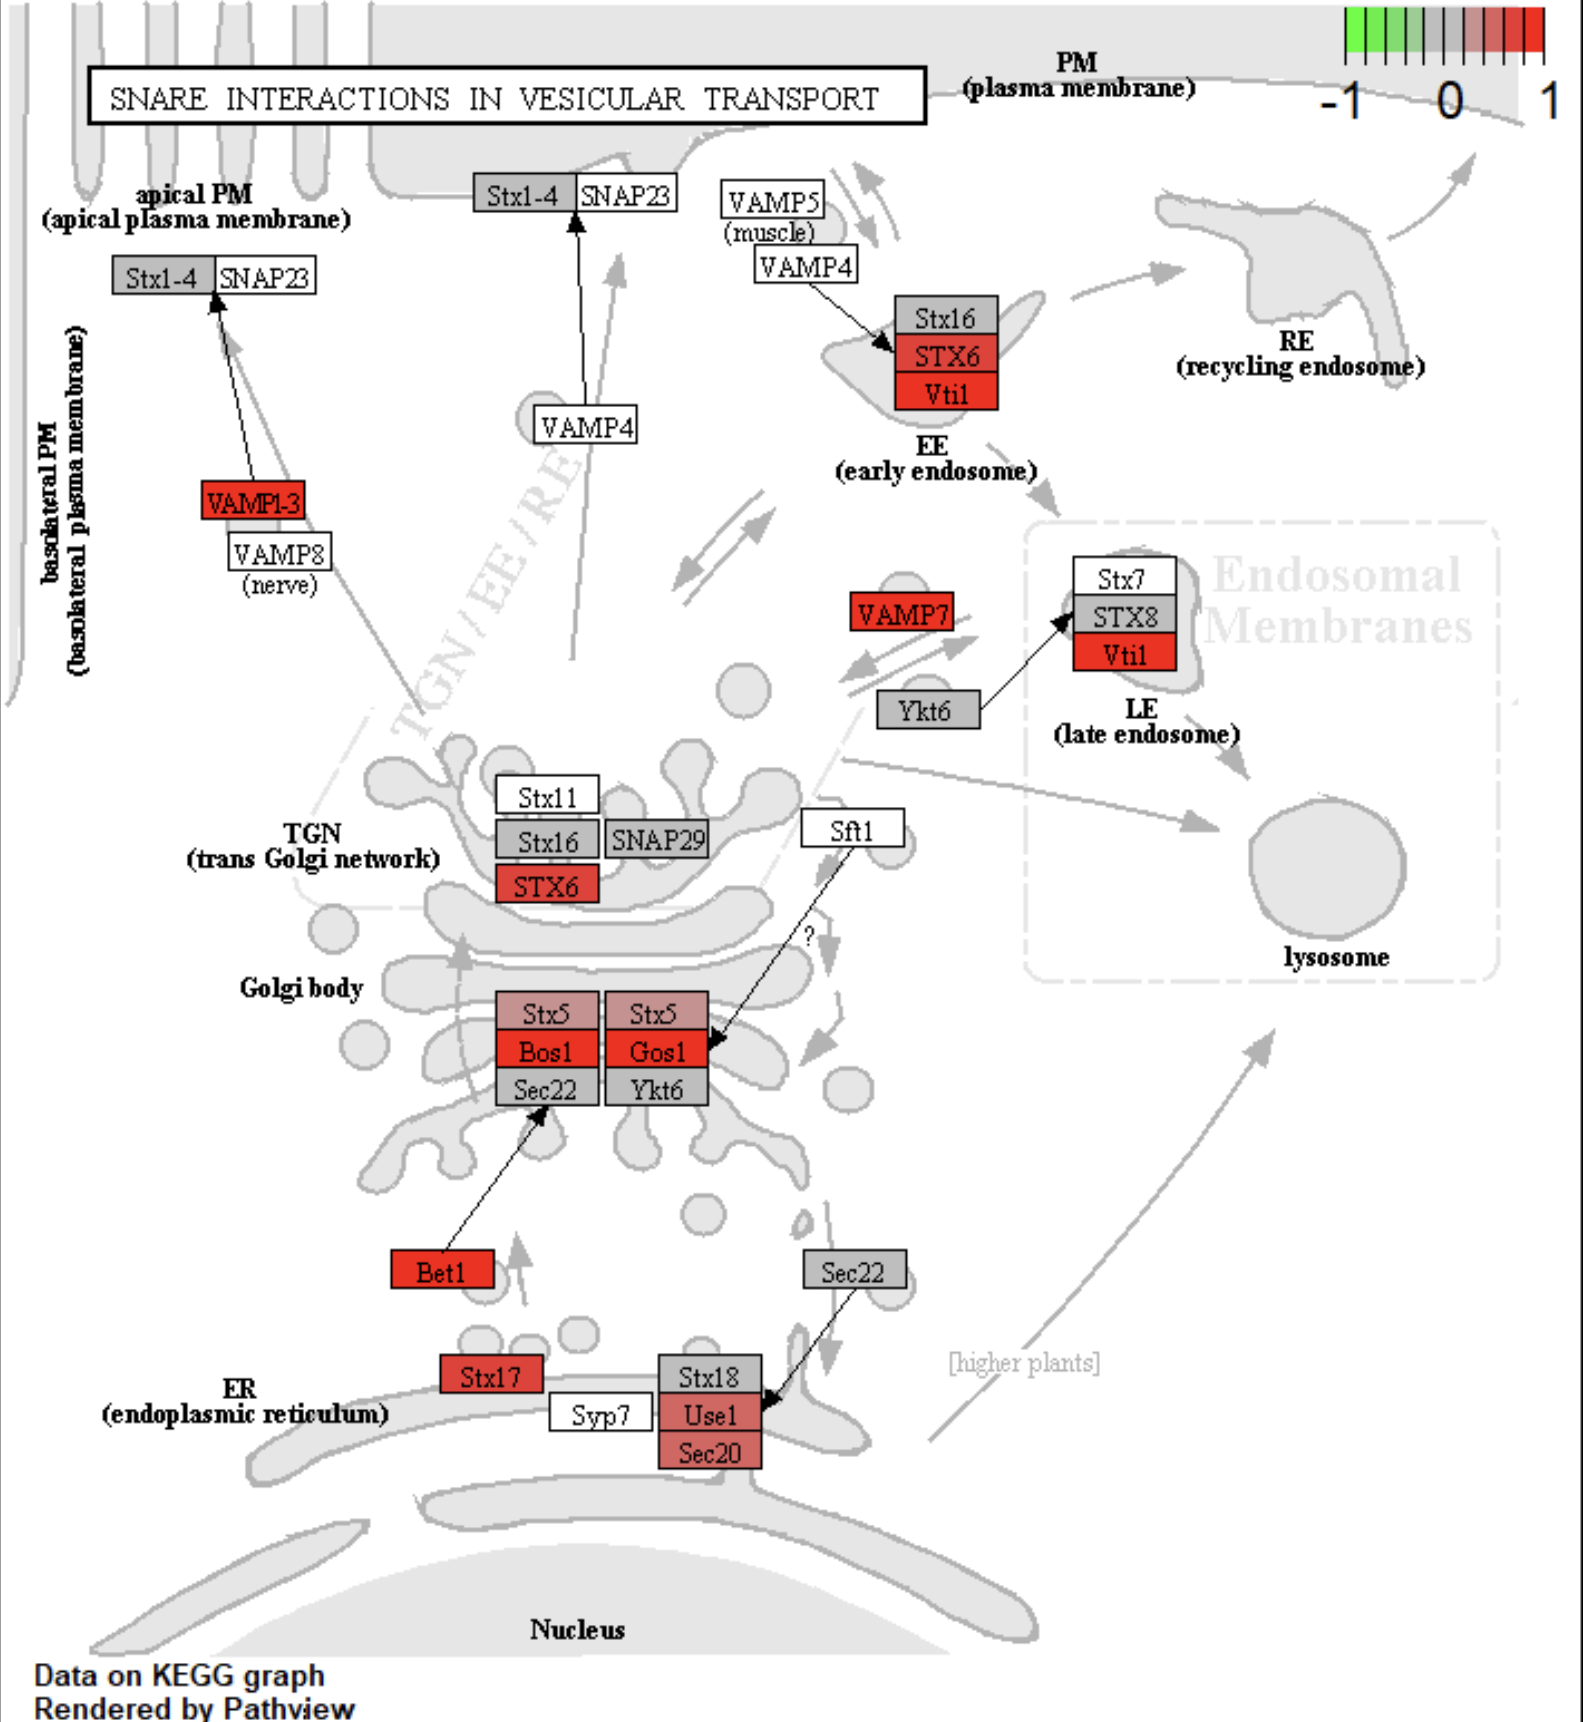 SNARE INTERACTIONS IN VESICULAR TRANSPORT
PM
(plasma membrane)
-1 0 1
apical PM
(apical plasma membrane)
Stx1-4 SNAP23
VAMP5
(muscle)
VAMP4
Stx1-4 SNAP23
Stx16
STX6
Vti1
RE
(recycling endosome)
basolateral PM
(basolateral plasma membrane)
VAMP4
EE
(early endosome)
VAMP1-3
VAMP8
(nerve)
TGN/EE/RE
Endosomal
Membranes
Stx7
STX8
Vti1
VAMP7
Ykt6
LE
(late endosome)
Stx11
Stx16 SNAP29
STX6
TGN
(trans Golgi network)
Sft1
?
lysosome
Golgi body
Stx5 Stx5
Bos1 Gos1
Sec22 Ykt6
Bet1
Sec22
[higher plants]
Stx17
Stx18
ER
(endoplasmic reticulum)
Syp7
Use1
Sec20
Nucleus
Data on KEGG graph
Rendered by Pathview